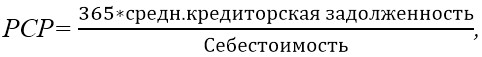 365*средн.кредиторская задолженность
PCP= ,
Себестоимость